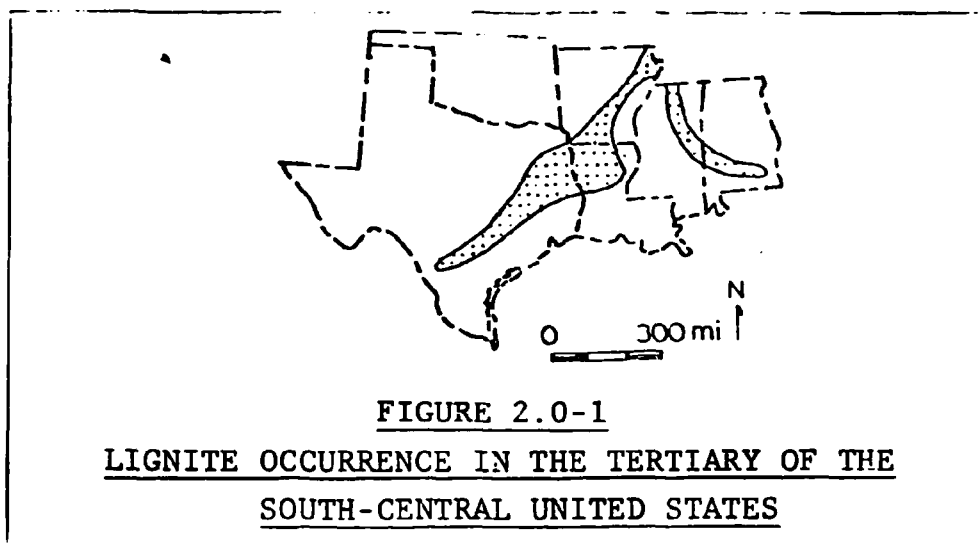 N
0 300 mi
FIGURE 2.0-1
LIGNITE OCCURRENCE IN THE TERTIARY OF THE
SOUTH-CENTRAL UNITED STATES